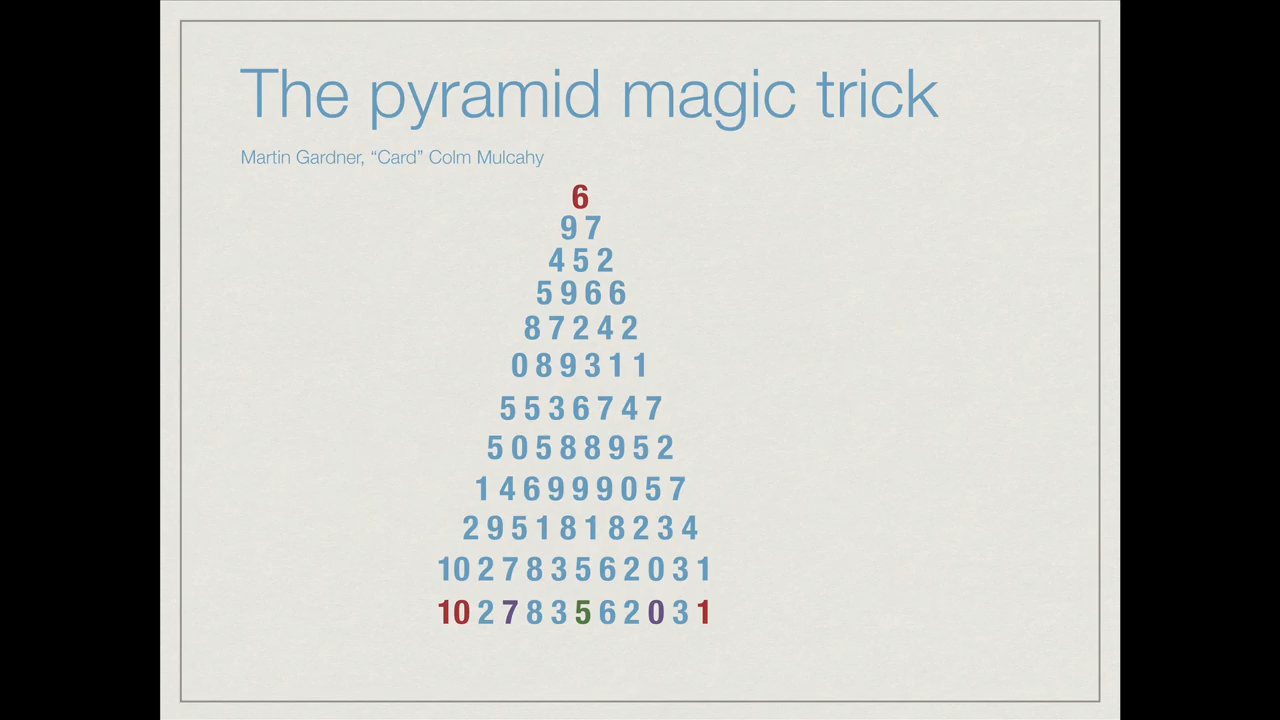 The pyramid magic trick
Martin Gardner, “Card” Colm Mulcahy
6
9 7
4 5 2
5 9 6 6
8 7 2 4 2
0 8 9 3 1 1
5 5 3 6 7 4 7
5 0 5 8 8 9 5 2
1 4 6 9 9 9 0 5 7
2 9 5 1 8 1 8 2 3 4
10 2 7 8 3 5 6 2 0 3 1
10 2 7 8 3 5 6 2 0 3 1